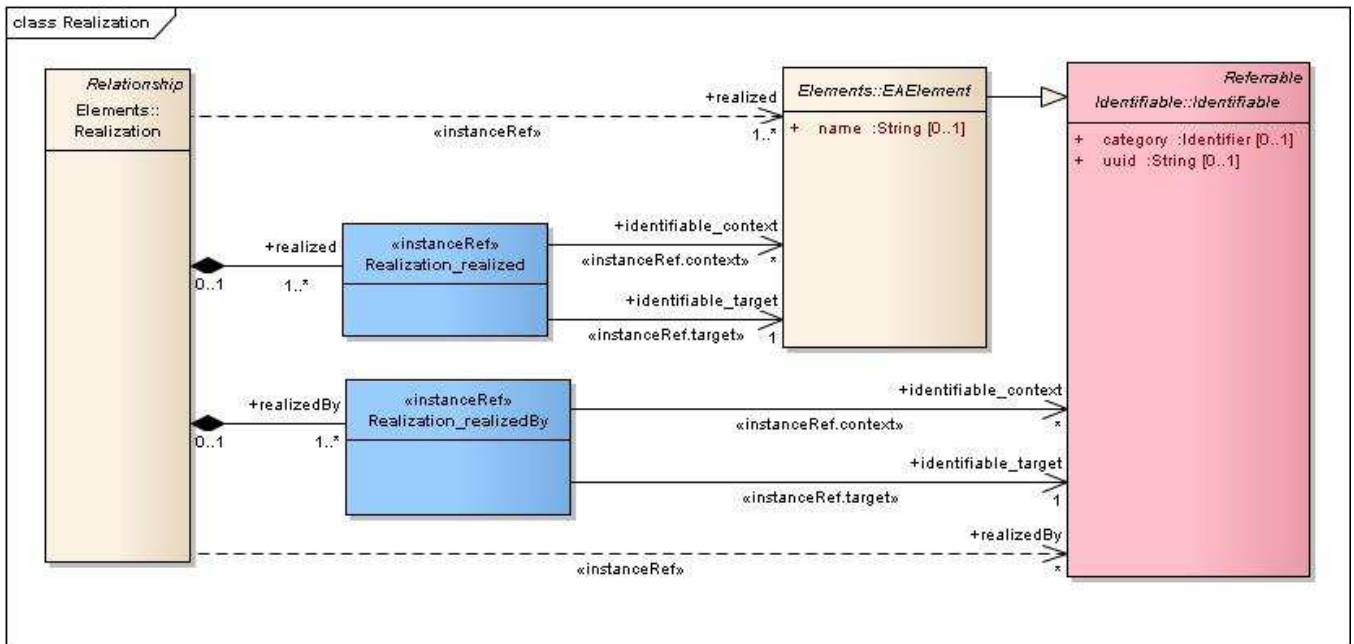 class Realization
Relationship
Elements::
Realization
+realized
«instanceRef»
1..*
Elements::EAElement
+ name :String [0..1]
Referrable
Identifiable::Identifiable
+ category :Identifier [0..1]
+ uuid :String [0..1]
+realized
0..1
1..*
«instanceRef»
Realization_realized
+identifiable_context
«instanceRef.context»
*
+identifiable_target
«instanceRef.target»
1
+realizedBy
0..1
1..*
«instanceRef»
Realization_realizedBy
+identifiable_context
«instanceRef.context»
*
+identifiable_target
«instanceRef.target»
1
+realizedBy
«instanceRef»
*